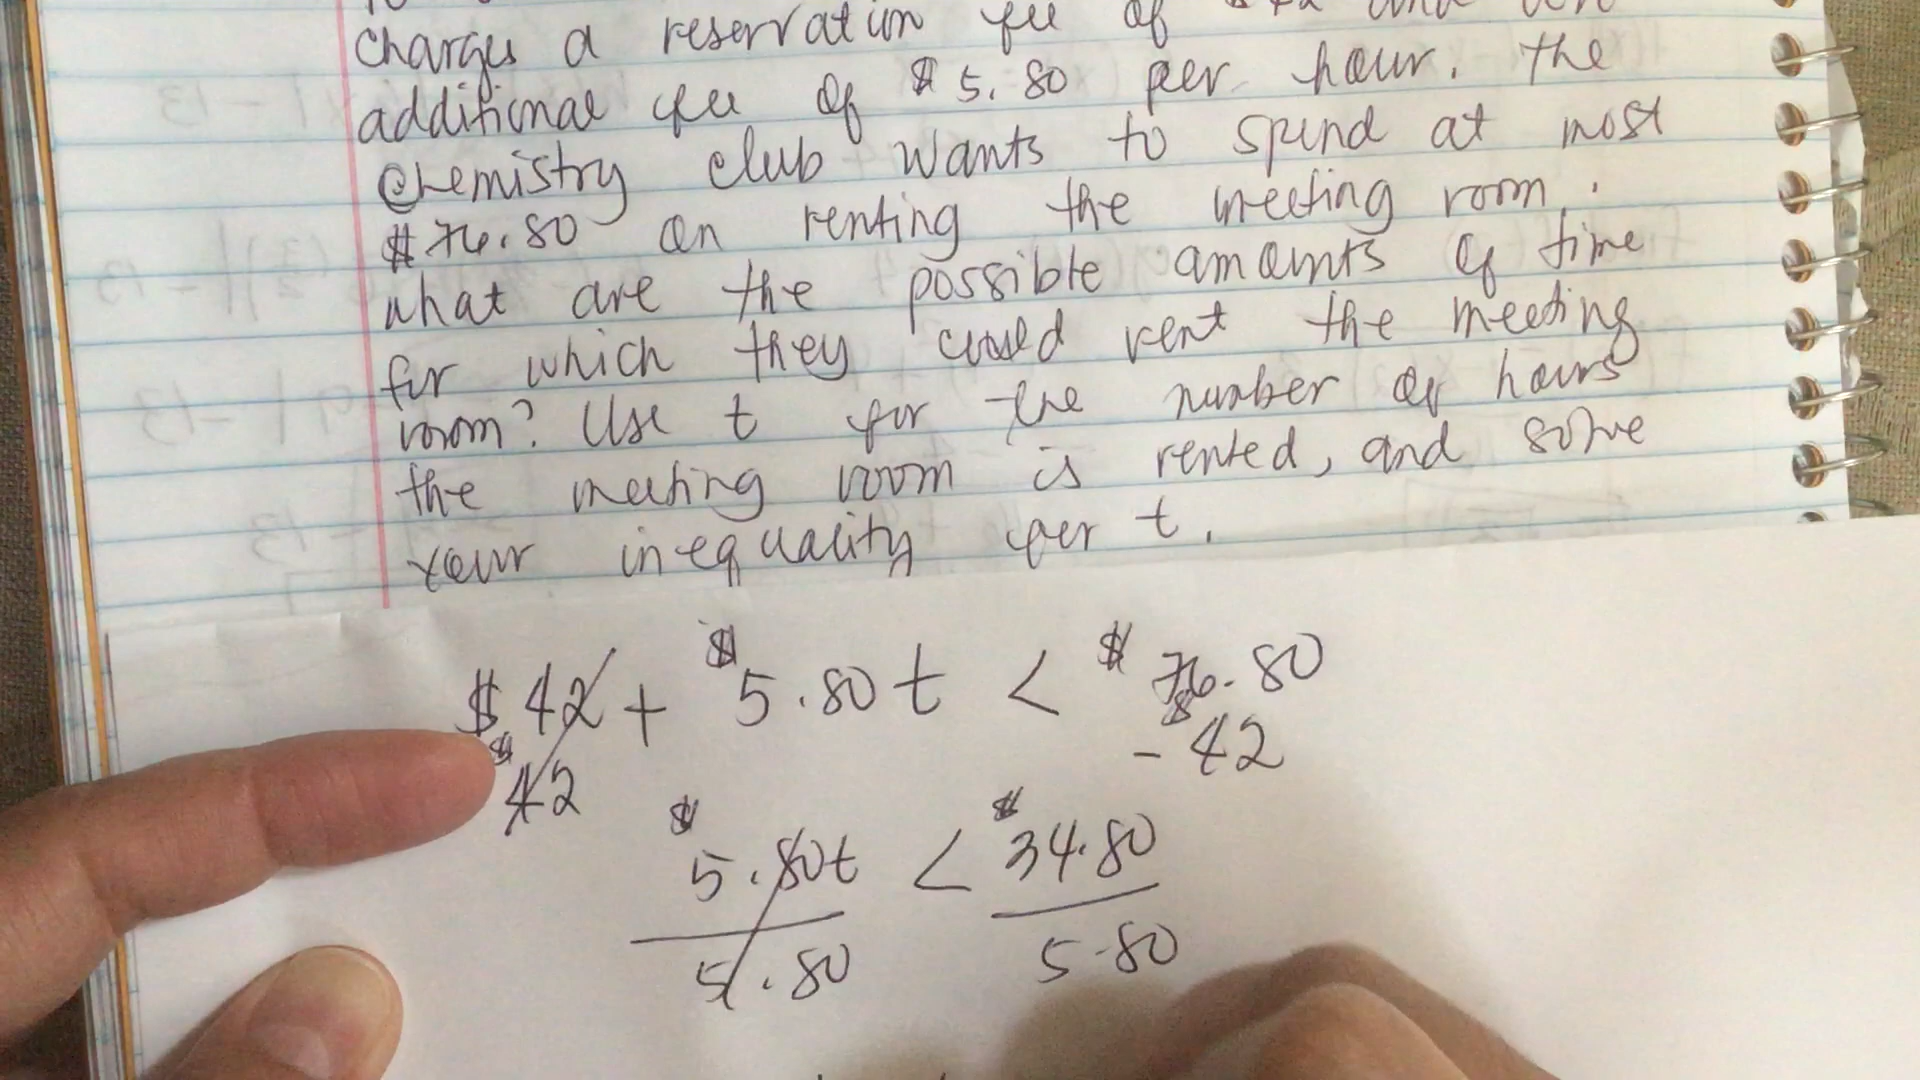 charges a reservation fee of $42 and an
additional fee of $5.80 per hour. The
chemistry club wants to spend at most
$76.80 on renting the meeting room.
what are the possible amounts of time
for which they could rent the meeting
room? Use t for the number of hours
the meeting room is rented, and solve
your inequality for t.
$42 + $5.80t < $76.80
$42 - $42
$5.80t < $34.80
5.80 5.80